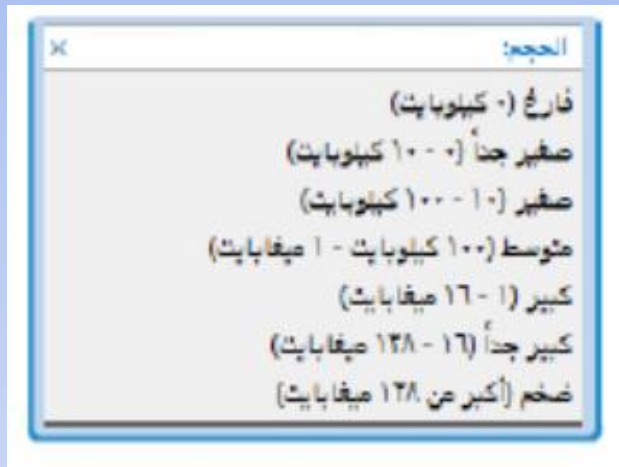 الحجم:
فارغ (٠ كيلوبايت)
صغير جداً (٠ - ١٠ كيلوبايت)
صغير (١٠ - ١٠٠ كيلوبايت)
متوسط (١٠٠ كيلوبايت - ١ ميغابايت)
كبير (١ - ١٦ ميغابايت)
كبير جداً (١٦ - ١٢٨ ميغابايت)
ضخم (أكبر من ١٢٨ ميغابايت)